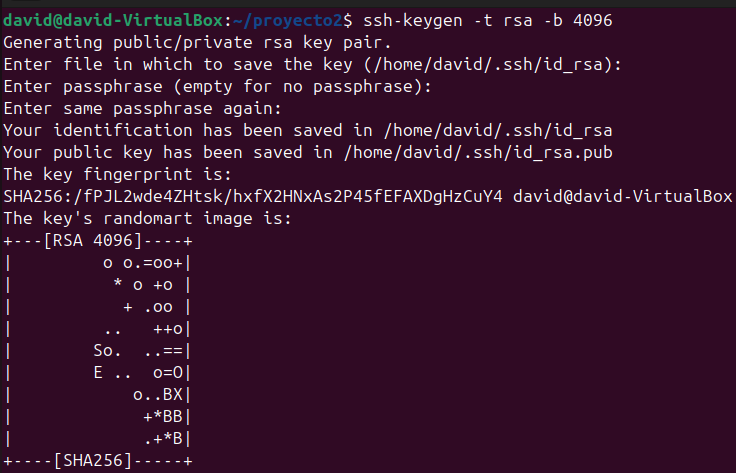 david@david-VirtualBox:~/proyecto2$ ssh-keygen -t rsa -b 4096
Generating public/private rsa key pair.
Enter file in which to save the key (/home/david/.ssh/id_rsa):
Enter passphrase (empty for no passphrase):
Enter same passphrase again:
Your identification has been saved in /home/david/.ssh/id_rsa
Your public key has been saved in /home/david/.ssh/id_rsa.pub
The key fingerprint is:
SHA256:/fPJL2wde4ZHtsk/hxfX2HNxAs2P45fEFAXDgHzCuY4 david@david-VirtualBox
The key's randomart image is:
+---[RSA 4096]----+
|         o o.=oo+|
|          * o +o |
|           + .oo |
|         ..   ++o|
|        So.  ..==|
|        E ..  o=O|
|            o..BX|
|             +*BB|
|             .+*B|
+----[SHA256]-----+